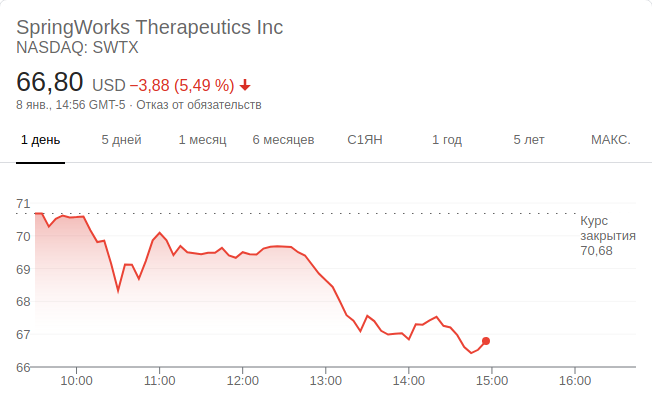 SpringWorks Therapeutics Inc
NASDAQ: SWTX
66,80 USD −3,88 (5,49 %)
8 янв., 14:56 GMT-5 · Отказ от обязательств
1 день 5 дней 1 месяц 6 месяцев С1ЯН 1 год 5 лет МАКС.
71
70
69
68
67
66
Курс
закрытия
70,68
10:00 11:00 12:00 13:00 14:00 15:00 16:00